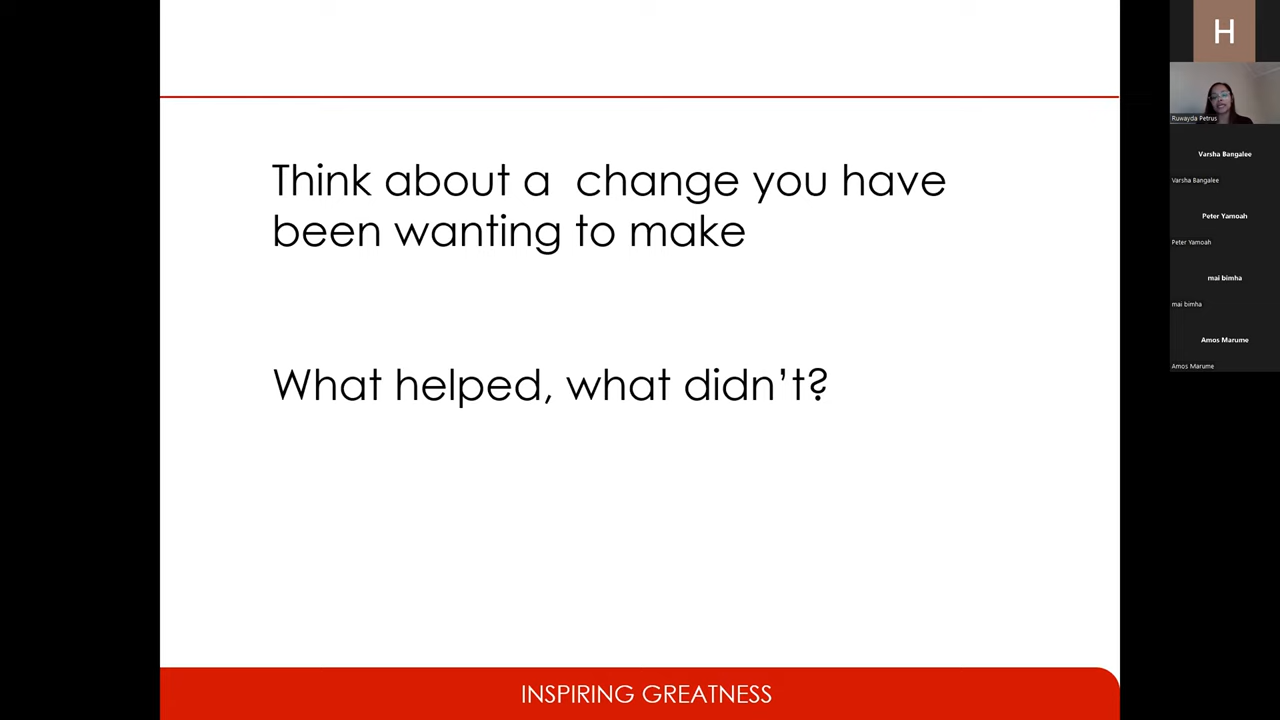 Think about a  change you have
been wanting to make
What helped, what didn’t?
INSPIRING GREATNESS
H
Ruwayda Petrus
Varsha Bangalee
Varsha Bangalee
Peter Yamoah
Peter Yamoah
mai bimha
mai bimha
Amos Marume
Amos Marume